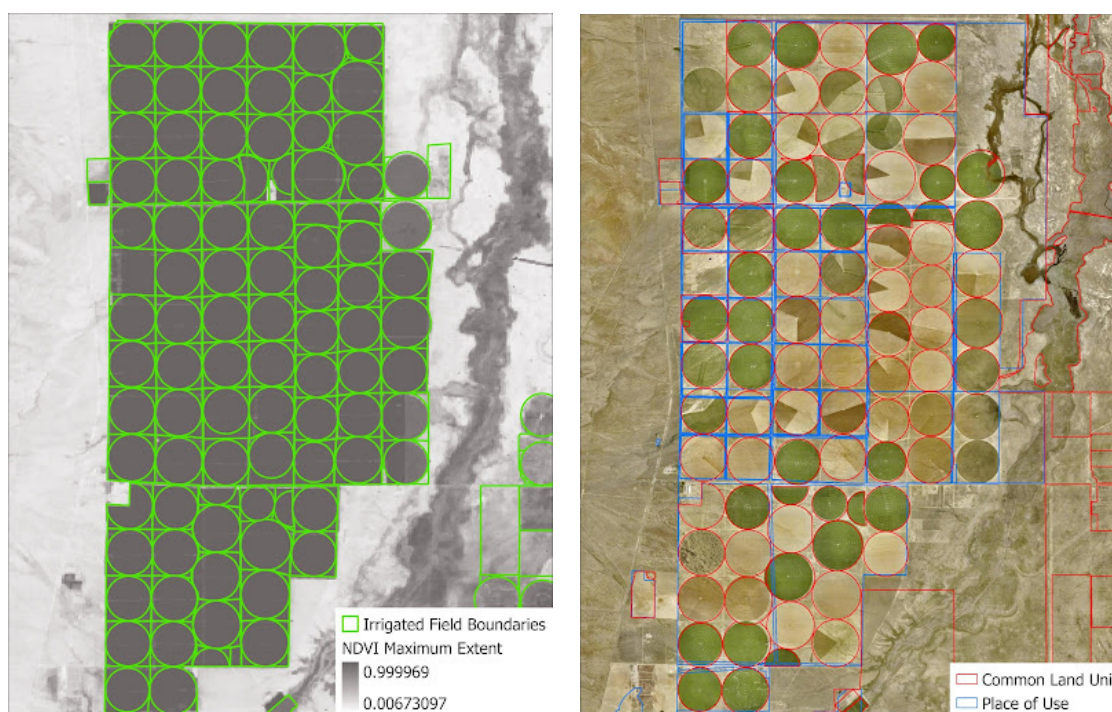 Irrigated Field Boundaries
NDVI Maximum Extent
0.999969
0.00673097
Common Land Uni
Place of Use